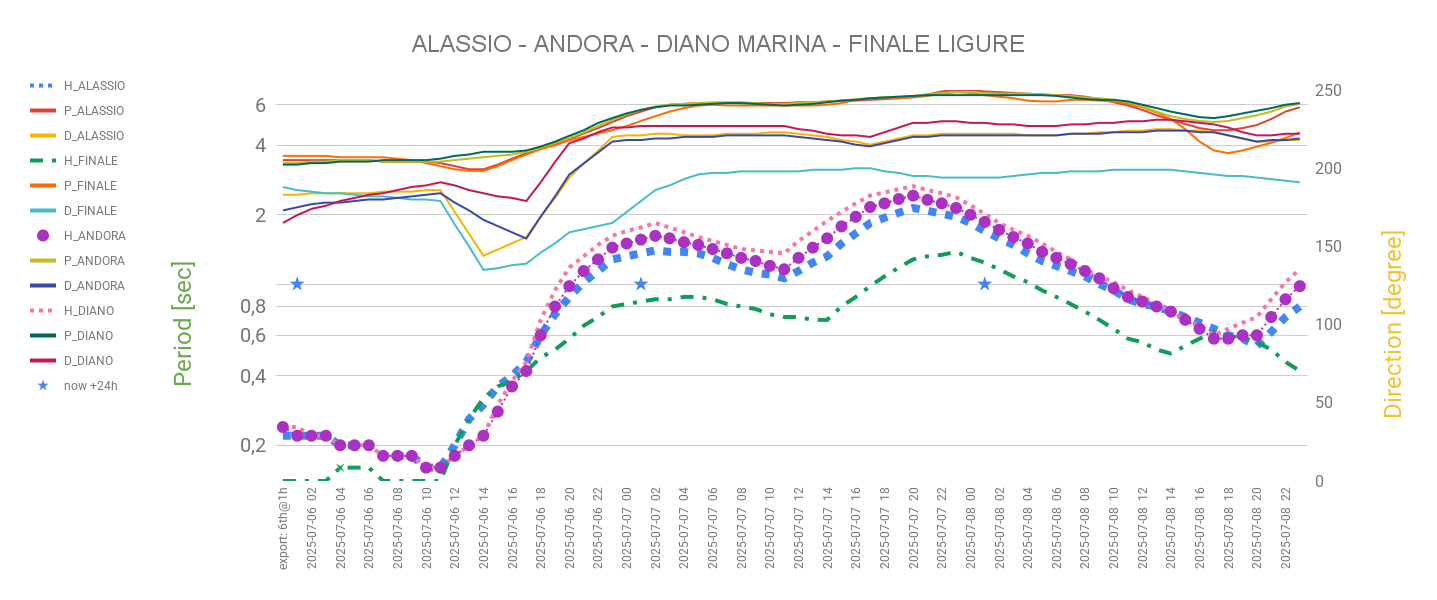 ALASSIO - ANDORA - DIANO MARINA - FINALE LIGURE
H_ALASSIO
P_ALASSIO
D_ALASSIO
H_FINALE
P_FINALE
D_FINALE
H_ANDORA
P_ANDORA
D_ANDORA
H_DIANO
P_DIANO
D_DIANO
now +24h
Period [sec]
6
4
2
0,8
0,6
0,4
0,2
250
200
150
100
50
0
Direction [degree]
export: 6th@1h
2025-07-06 02
2025-07-06 04
2025-07-06 06
2025-07-06 08
2025-07-06 10
2025-07-06 12
2025-07-06 14
2025-07-06 16
2025-07-06 18
2025-07-06 20
2025-07-06 22
2025-07-07 00
2025-07-07 02
2025-07-07 04
2025-07-07 06
2025-07-07 08
2025-07-07 10
2025-07-07 12
2025-07-07 14
2025-07-07 16
2025-07-07 18
2025-07-07 20
2025-07-07 22
2025-07-08 00
2025-07-08 02
2025-07-08 04
2025-07-08 06
2025-07-08 08
2025-07-08 10
2025-07-08 12
2025-07-08 14
2025-07-08 16
2025-07-08 18
2025-07-08 20
2025-07-08 22